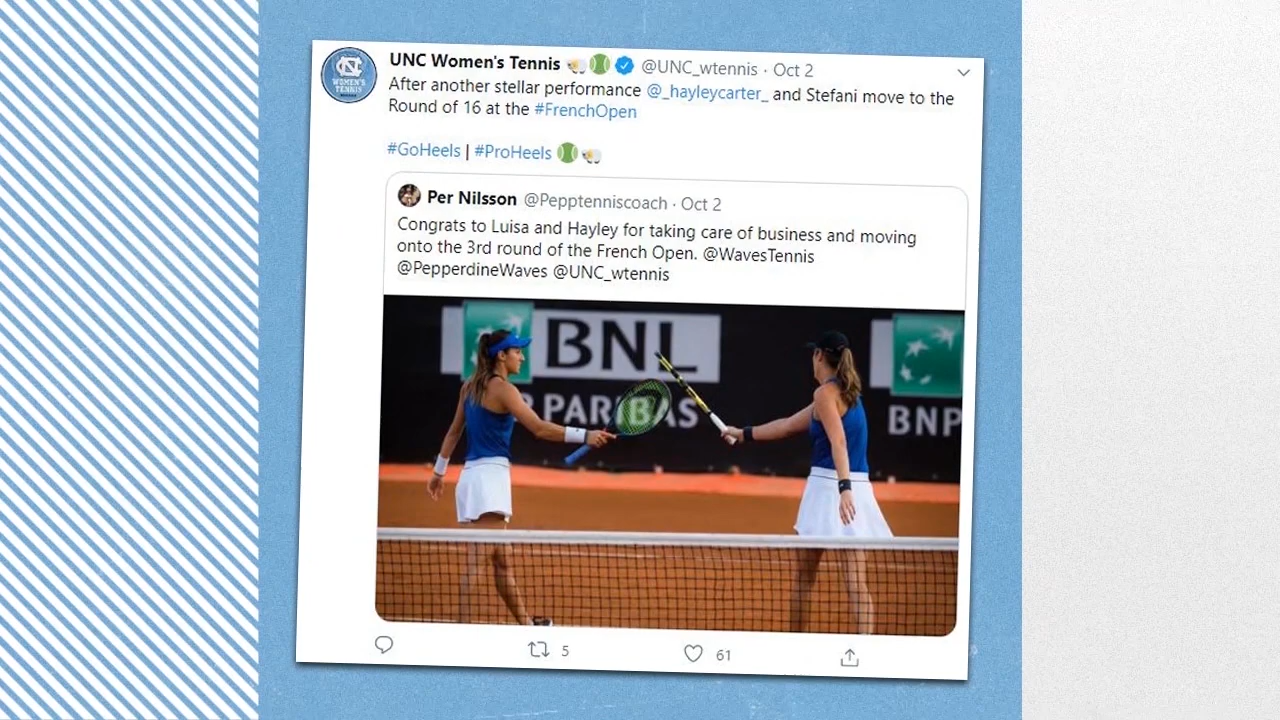 UNC Women's Tennis 🐏🎾 @UNC_wtennis · Oct 2
After another stellar performance @_hayleycarter_ and Stefani move to the
Round of 16 at the #FrenchOpen
#GoHeels | #ProHeels 🎾🐏
NC
WOMEN'S
TENNIS
Per Nilsson @Pepptenniscoach · Oct 2
Congrats to Luisa and Hayley for taking care of business and moving
onto the 3rd round of the French Open. @WavesTennis
@PepperdineWaves @UNC_wtennis
BNL
PARIBAS
BNP
5
61